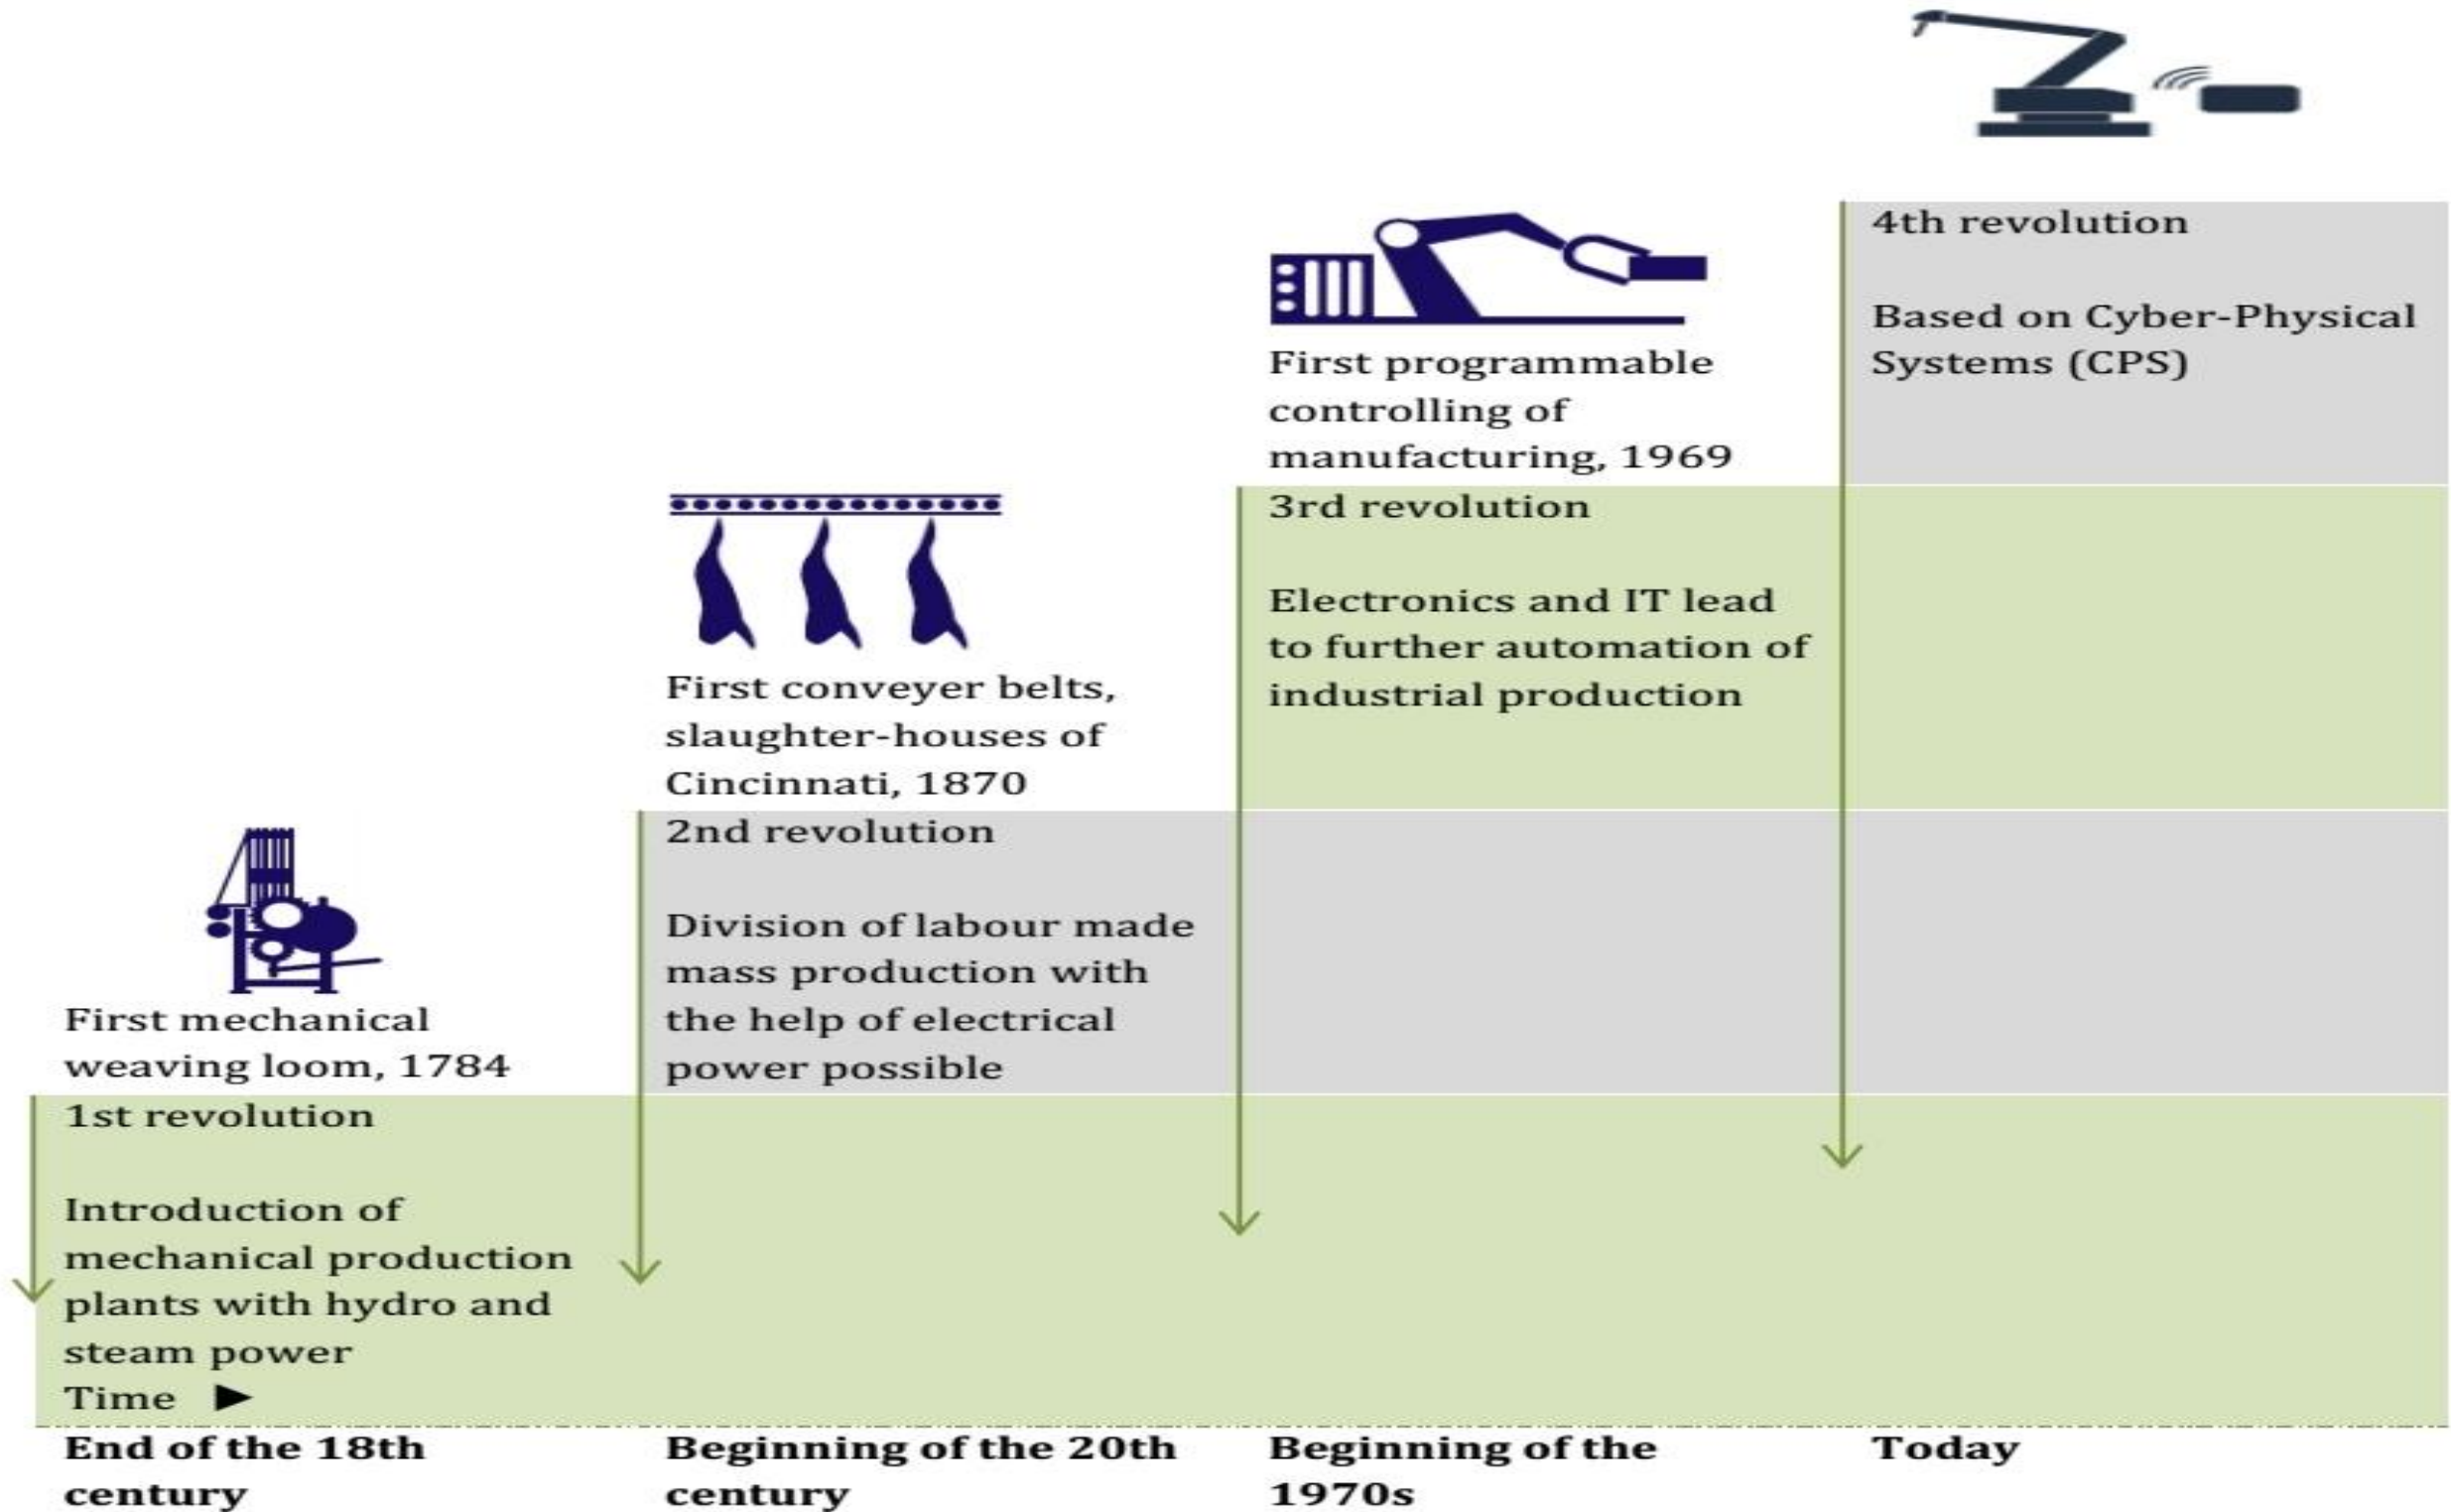 4th revolution
Based on Cyber-Physical
Systems (CPS)
First programmable
controlling of
manufacturing, 1969
3rd revolution
Electronics and IT lead
to further automation of
industrial production
First conveyer belts,
slaughter-houses of
Cincinnati, 1870
2nd revolution
Division of labour made
mass production with
the help of electrical
power possible
First mechanical
weaving loom, 1784
1st revolution
Introduction of
mechanical production
plants with hydro and
steam power
Time ►
End of the 18th
century
Beginning of the 20th
century
Beginning of the
1970s
Today